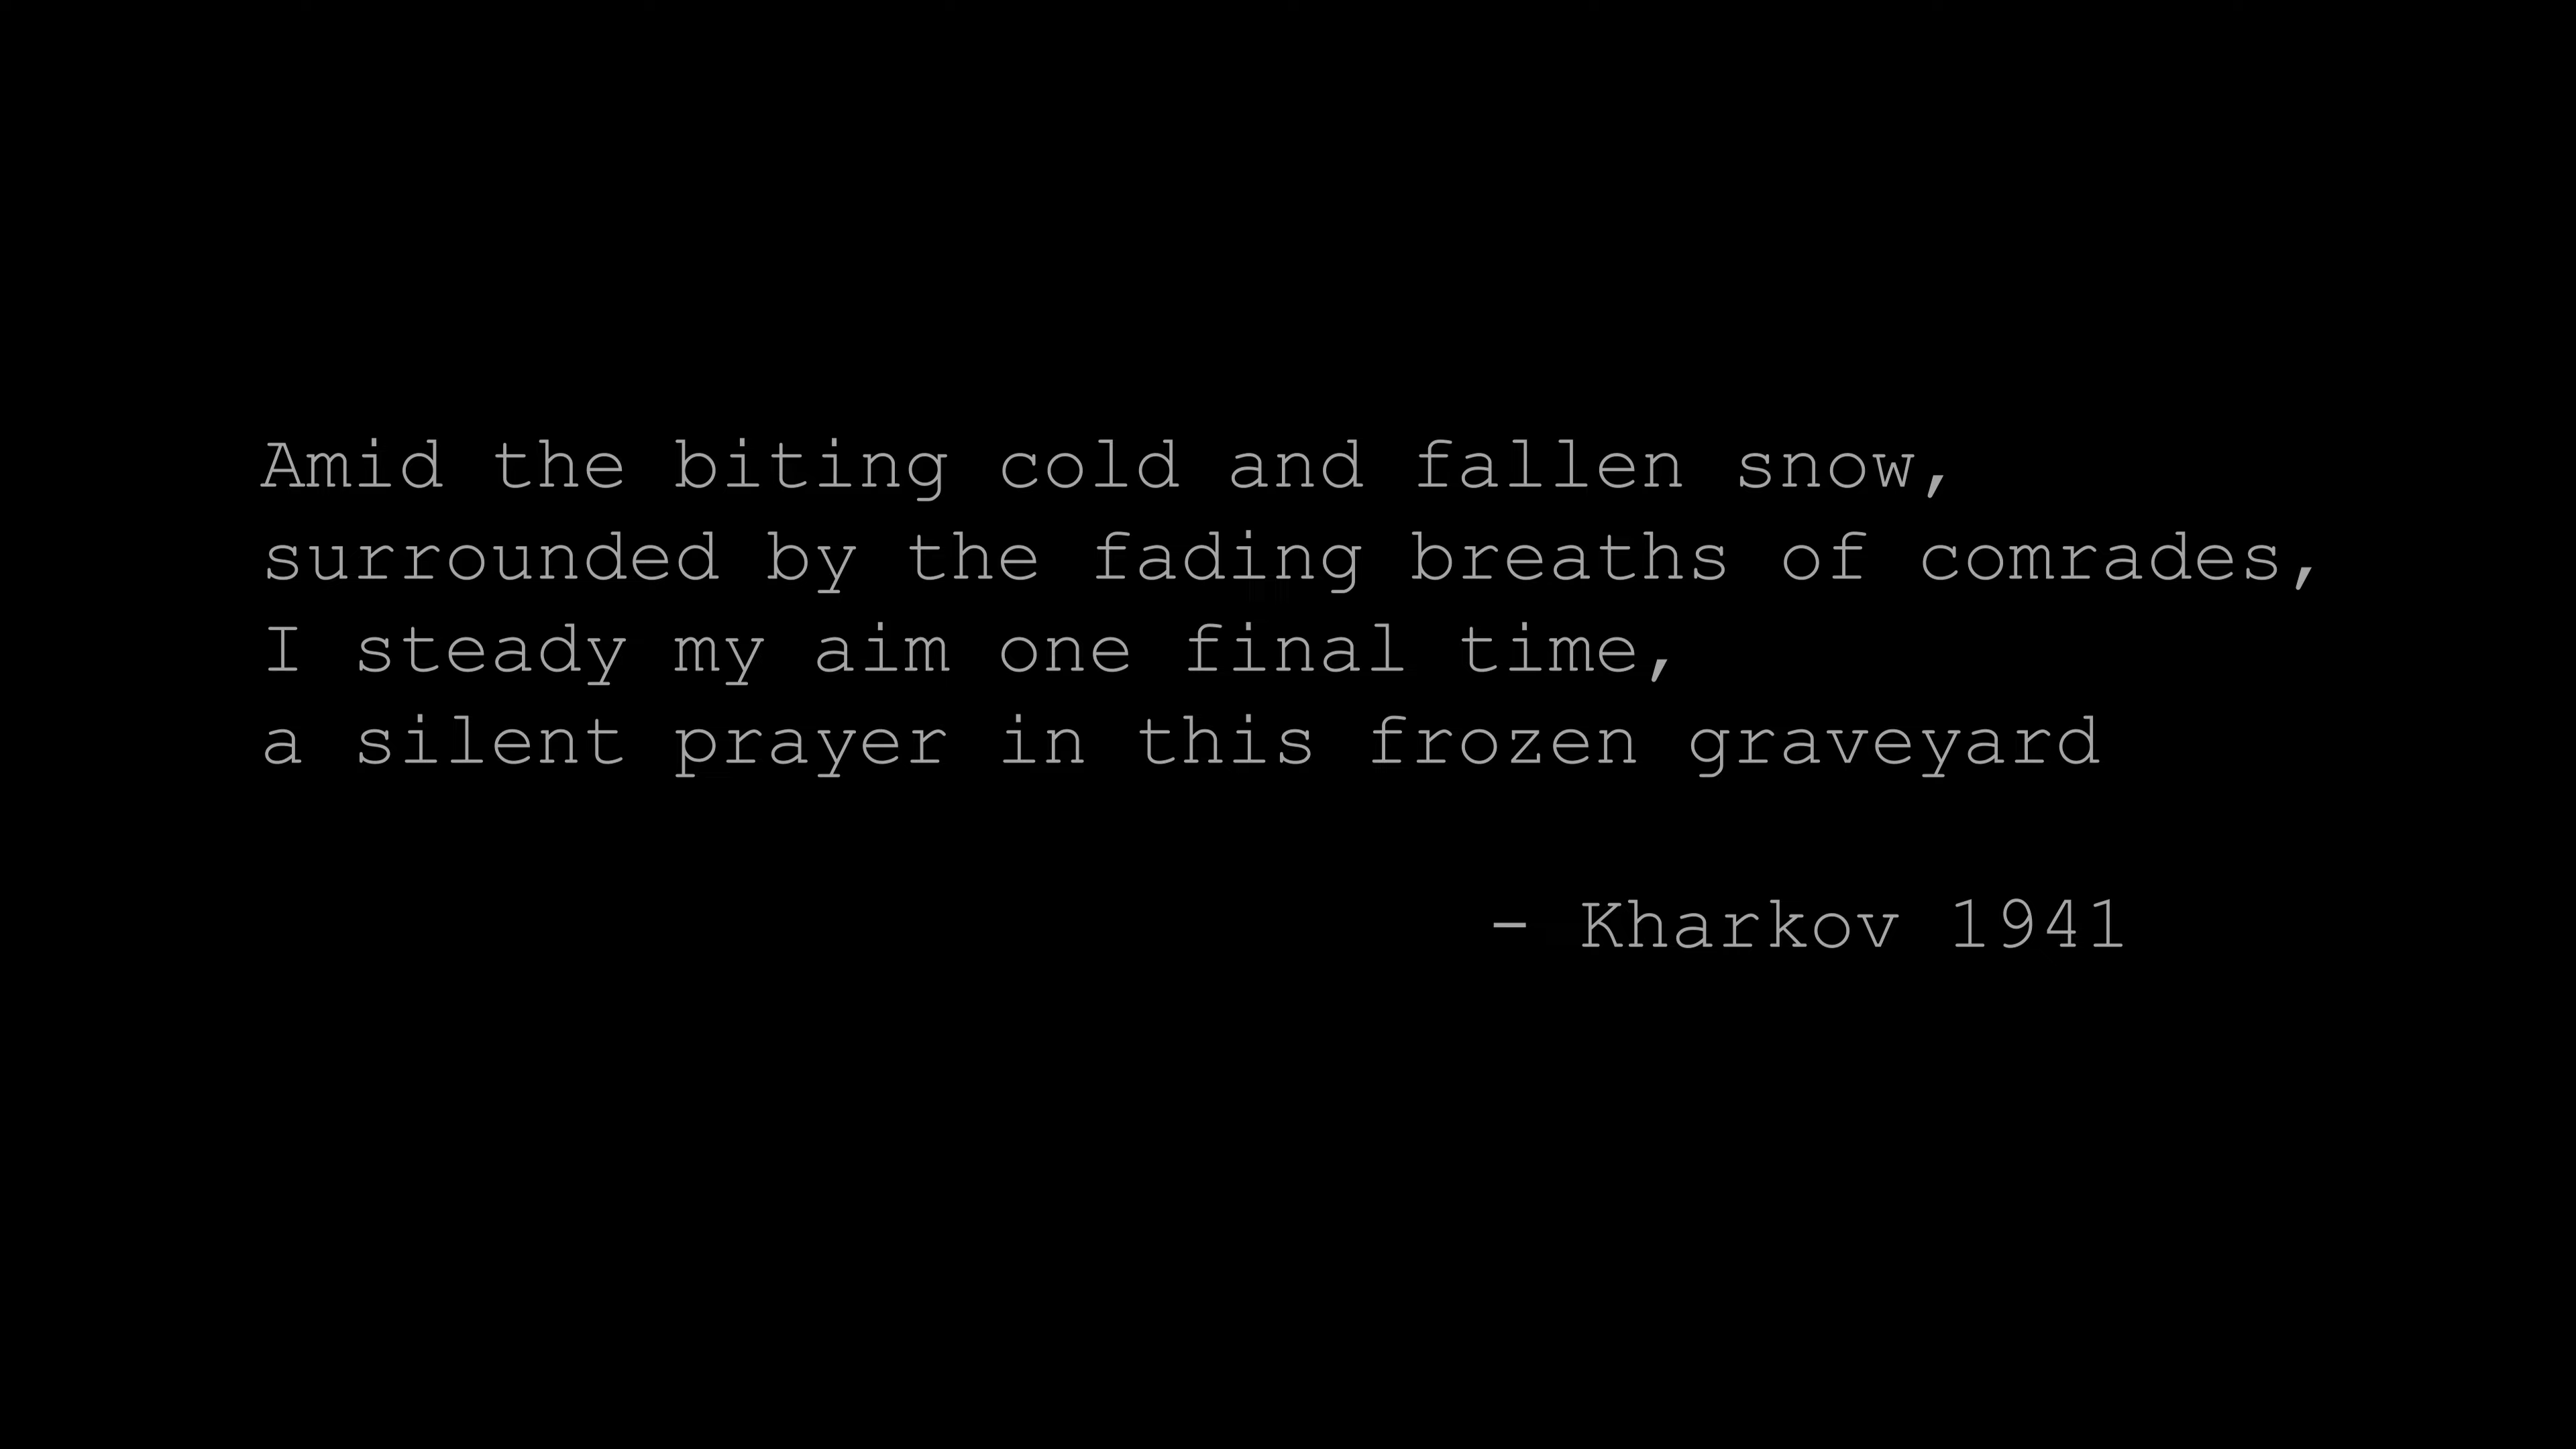 Amid the biting cold and fallen snow,
surrounded by the fading breaths of comrades,
I steady my aim one final time,
a silent prayer in this frozen graveyard
- Kharkov 1941